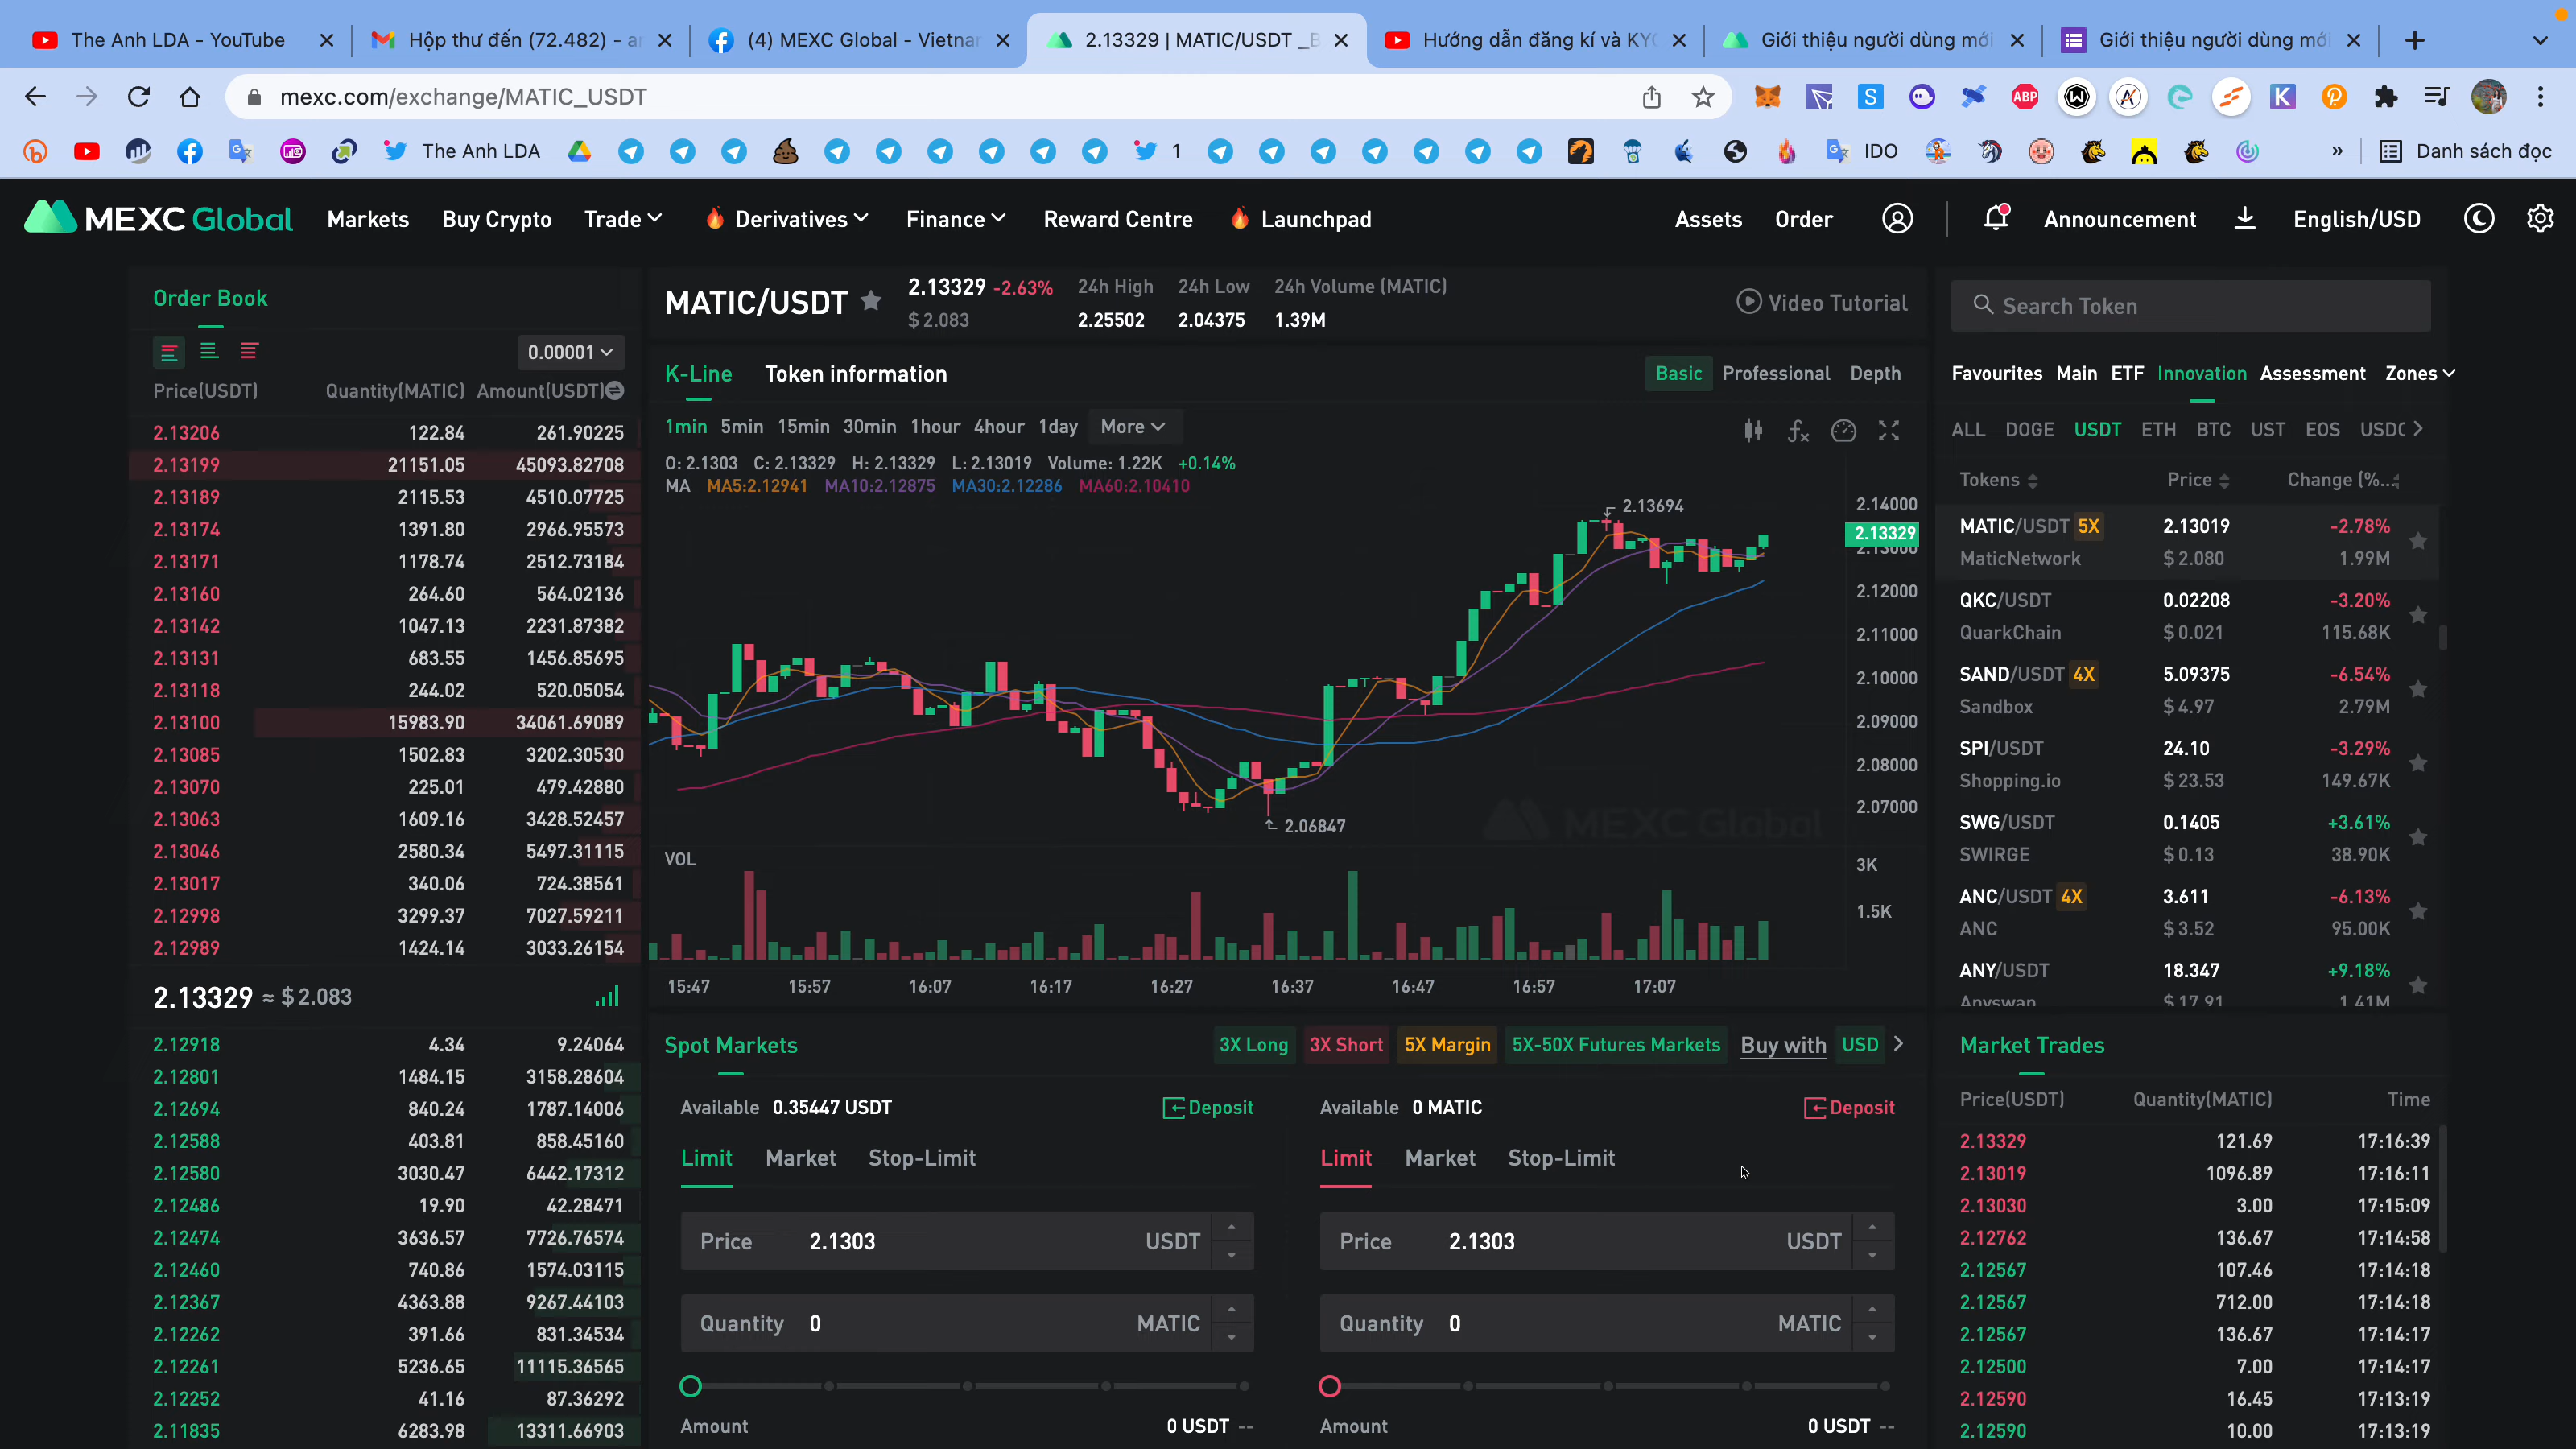 The Anh LDA - YouTube
Hộp thư đến (72.482) - ar
(4) MEXC Global - Vietnar
2.13329 | MATIC/USDT _B
Hướng dẫn đăng kí và KYC
Giới thiệu người dùng mới
Giới thiệu người dùng mới
mexc.com/exchange/MATIC_USDT
The Anh LDA
1
IDO
»
Danh sách đọc
MEXC Global
Markets
Buy Crypto
Trade
Derivatives
Finance
Reward Centre
Launchpad
Assets
Order
Announcement
English/USD
Order Book
0.00001
Price(USDT) Quantity(MATIC) Amount(USDT)
2.13206 122.84 261.90225
2.13199 21151.05 45093.82708
2.13189 2115.53 4510.07725
2.13174 1391.80 2966.95573
2.13171 1178.74 2512.73184
2.13160 264.60 564.02136
2.13142 1047.13 2231.87382
2.13131 683.55 1456.85695
2.13118 244.02 520.05054
2.13100 15983.90 34061.69089
2.13085 1502.83 3202.30530
2.13070 225.01 479.42880
2.13063 1609.16 3428.52457
2.13046 2580.34 5497.31115
2.13017 340.06 724.38561
2.12998 3299.37 7027.59211
2.12989 1424.14 3033.26154
2.13329 ≈ $ 2.083
2.12918 4.34 9.24064
2.12801 1484.15 3158.28604
2.12694 840.24 1787.14006
2.12588 403.81 858.45160
2.12580 3030.47 6442.17312
2.12486 19.90 42.28471
2.12474 3636.57 7726.76574
2.12460 740.86 1574.03115
2.12367 4363.88 9267.44103
2.12262 391.66 831.34534
2.12261 5236.65 11115.36565
2.12252 41.16 87.36292
2.11835 6283.98 13311.66903
MATIC/USDT
2.13329 -2.63%
$ 2.083
24h High
2.25502
24h Low
2.04375
24h Volume (MATIC)
1.39M
Video Tutorial
K-Line
Token information
Basic Professional Depth
1min 5min 15min 30min 1hour 4hour 1day More
O: 2.1303 C: 2.13329 H: 2.13329 L: 2.13019 Volume: 1.22K +0.14%
MA MA5:2.12941 MA10:2.12875 MA30:2.12286 MA60:2.10410
2.13694
2.06847
2.14000
2.13329
2.13000
2.12000
2.11000
2.10000
2.09000
2.08000
2.07000
MEXC Global
VOL
3K
1.5K
15:47 15:57 16:07 16:17 16:27 16:37 16:47 16:57 17:07
Spot Markets
3X Long
3X Short
5X Margin
5X-50X Futures Markets
Buy with
USD
Available 0.35447 USDT
Deposit
Limit Market Stop-Limit
Price 2.1303 USDT
Quantity 0 MATIC
Amount 0 USDT --
Available 0 MATIC
Deposit
Limit Market Stop-Limit
Price 2.1303 USDT
Quantity 0 MATIC
Amount 0 USDT --
Search Token
Favourites Main ETF Innovation Assessment Zones
ALL DOGE USDT ETH BTC UST EOS USDC
Tokens Price Change (%...
MATIC/USDT 5X 2.13019 -2.78%
MaticNetwork $ 2.080 1.99M
QKC/USDT 0.02208 -3.20%
QuarkChain $ 0.021 115.68K
SAND/USDT 4X 5.09375 -6.54%
Sandbox $ 4.97 2.79M
SPI/USDT 24.10 -3.29%
Shopping.io $ 23.53 149.67K
SWG/USDT 0.1405 +3.61%
SWIRGE $ 0.13 38.90K
ANC/USDT 4X 3.611 -6.13%
ANC $ 3.52 95.00K
ANY/USDT 18.347 +9.18%
Anyswap $ 17.91 1.41M
Market Trades
Price(USDT) Quantity(MATIC) Time
2.13329 121.69 17:16:39
2.13019 1096.89 17:16:11
2.13030 3.00 17:15:09
2.12762 136.67 17:14:58
2.12567 107.46 17:14:18
2.12567 712.00 17:14:18
2.12567 136.67 17:14:17
2.12500 7.00 17:14:17
2.12590 16.45 17:13:19
2.12590 10.00 17:13:19